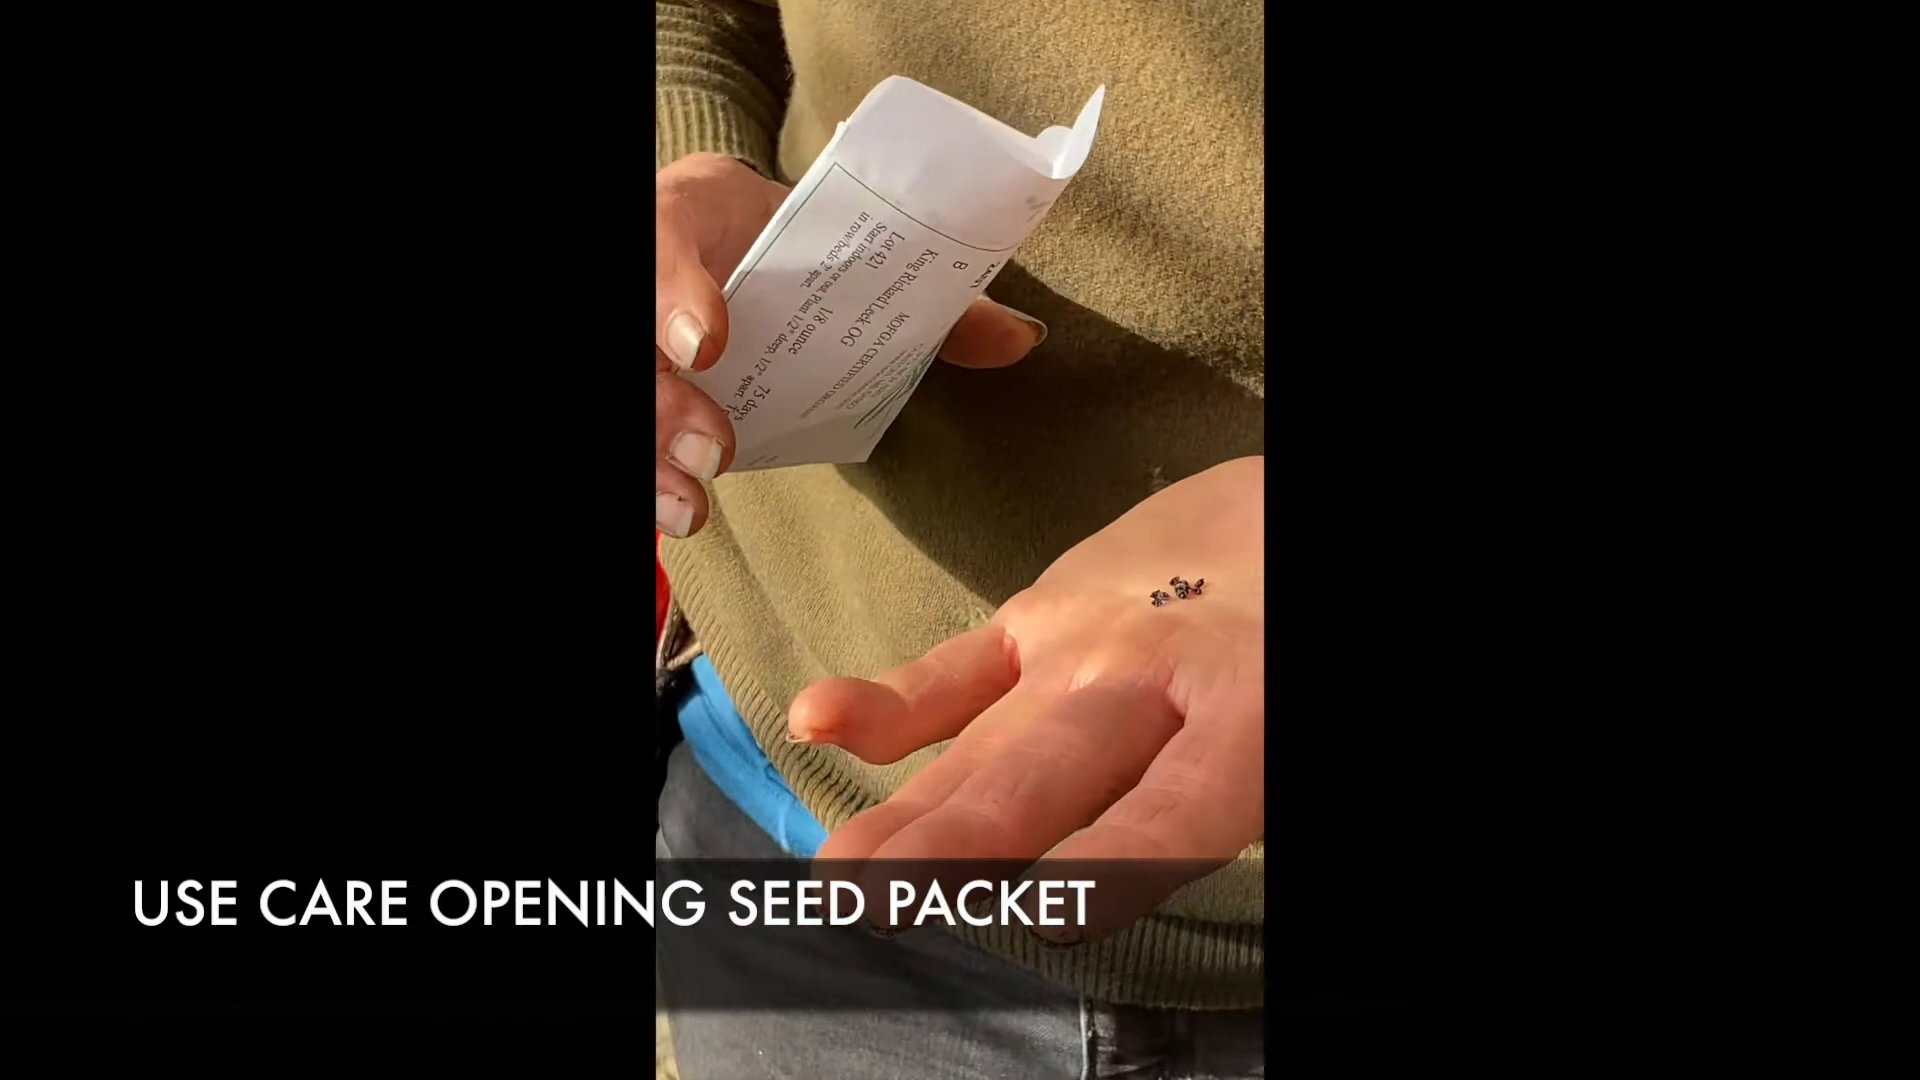 B
King Richard Leek OG
MOFGA CERTIFIED ORGANIC
Lot 421 1/8 ounce 75 days
Start indoors or out. Plant 1/2" deep, 1/2" apart.
in row/beds 2' apart.
USE CARE OPENING SEED PACKET